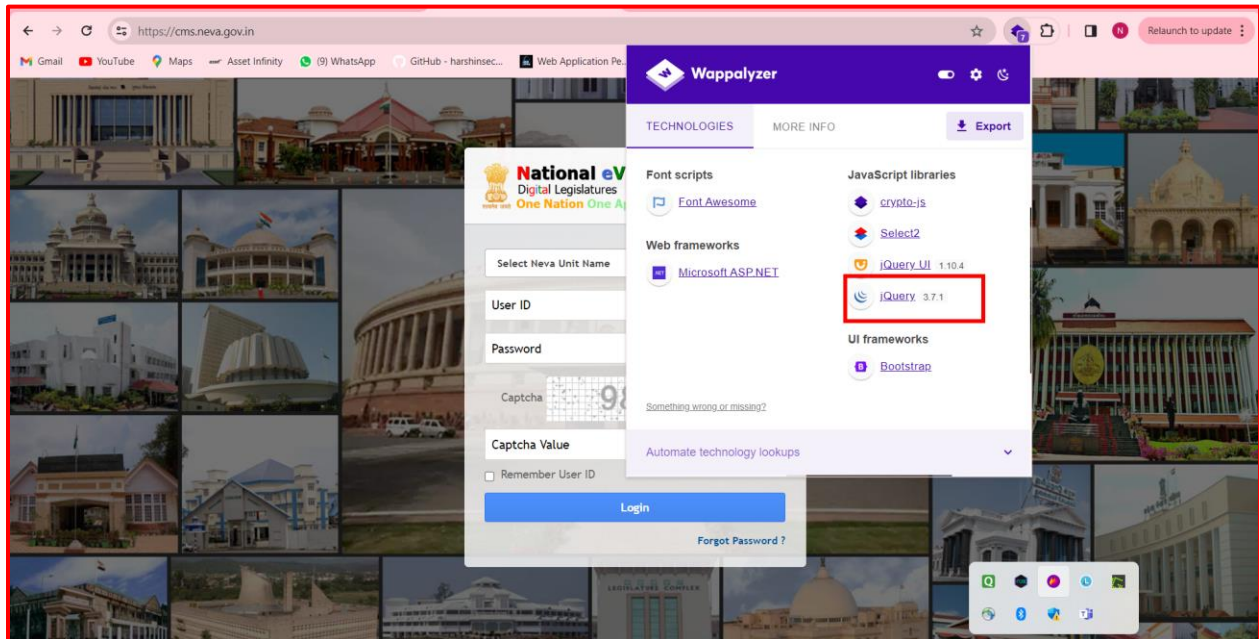 https://cms.neva.gov.in
N
Relaunch to update
Gmail
YouTube
Maps
Asset Infinity
(9) WhatsApp
GitHub - harshinsec...
Web Application Pe..
7
Wappalyzer
TECHNOLOGIES
MORE INFO
Export
Font scripts
Font Awesome
Web frameworks
Microsoft ASP.NET
JavaScript libraries
crypto-js
Select2
jQuery UI 1.10.4
jQuery 3.7.1
UI frameworks
Bootstrap
Something wrong or missing?
Automate technology lookups
National eV
Digital Legislatures
One Nation One A
Select Neva Unit Name
User ID
Password
Captcha
98
Captcha Value
Remember User ID
Login
Forgot Password ?
LEGISLATURE COMPLEX